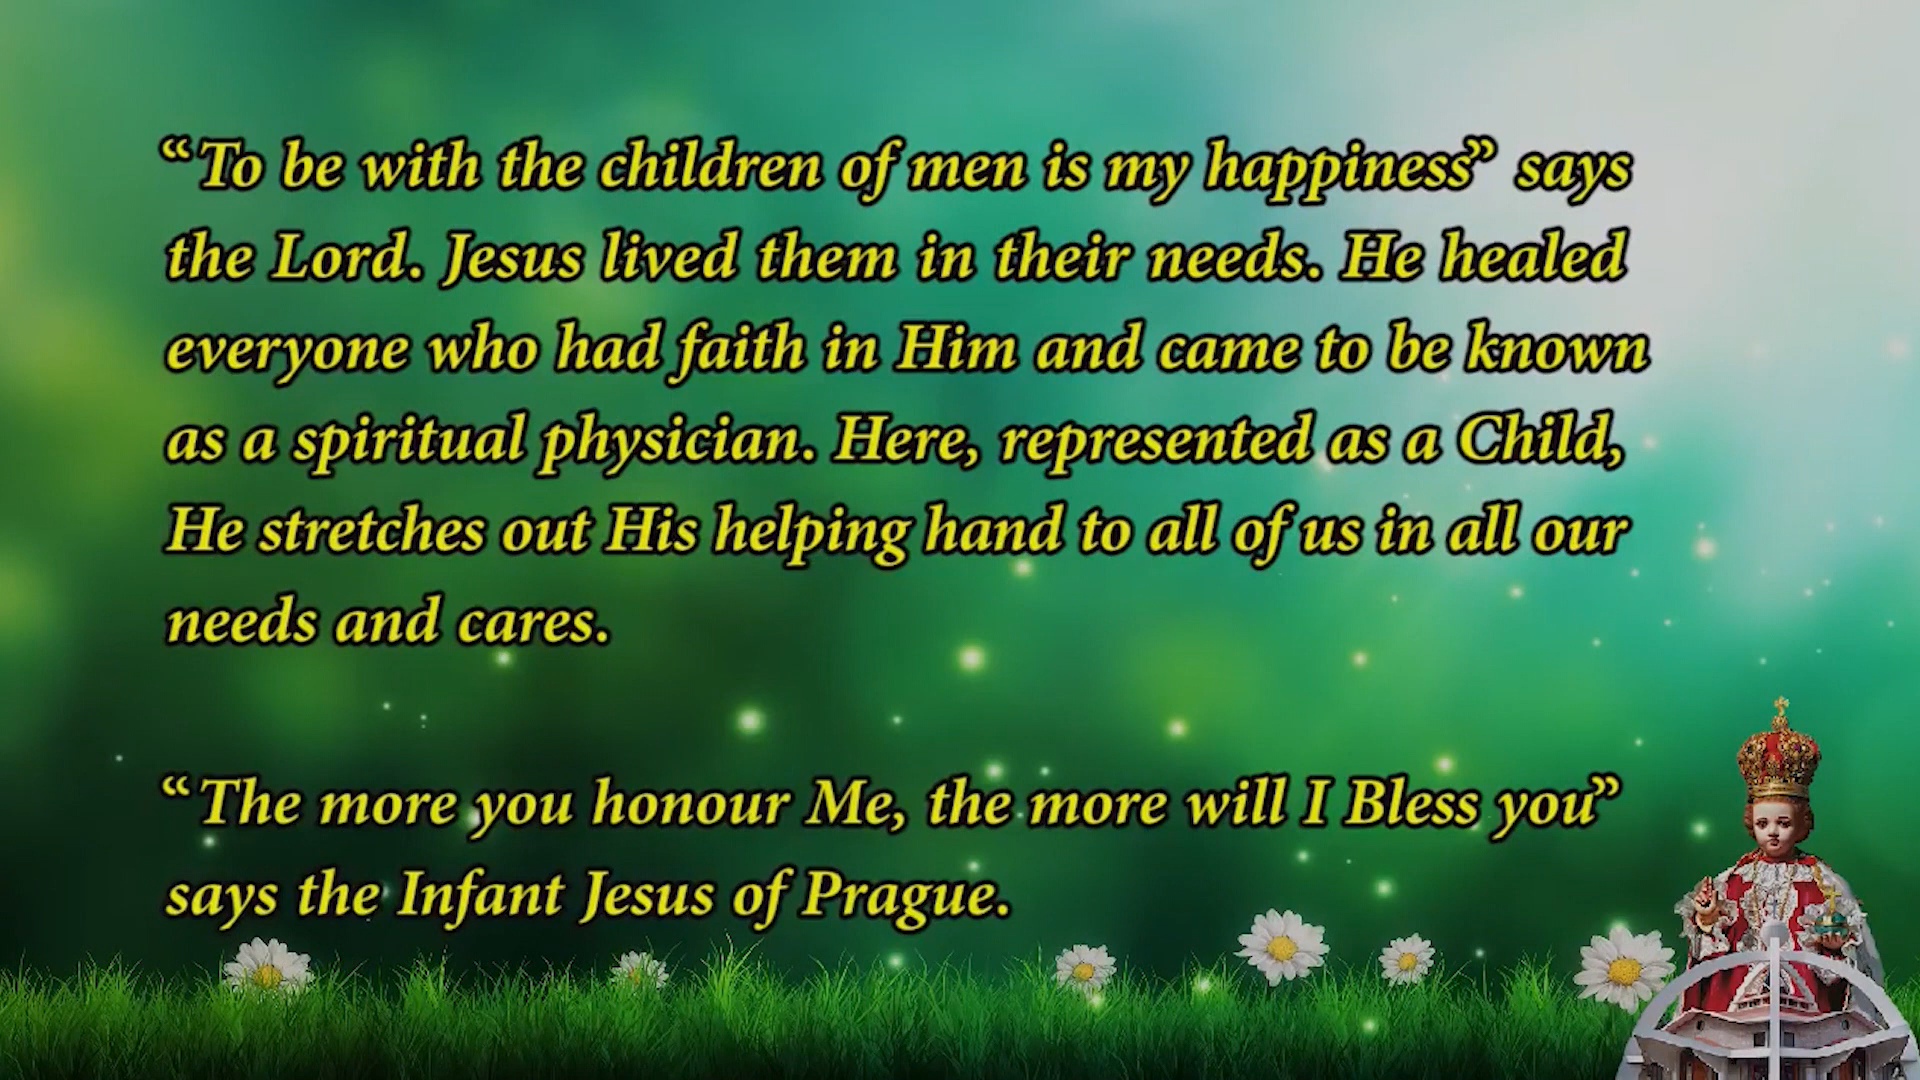 “To be with the children of men is my happiness” says
the Lord. Jesus lived them in their needs. He healed
everyone who had faith in Him and came to be known
as a spiritual physician. Here, represented as a Child,
He stretches out His helping hand to all of us in all our
needs and cares.
“The more you honour Me, the more will I Bless you”
says the Infant Jesus of Prague.